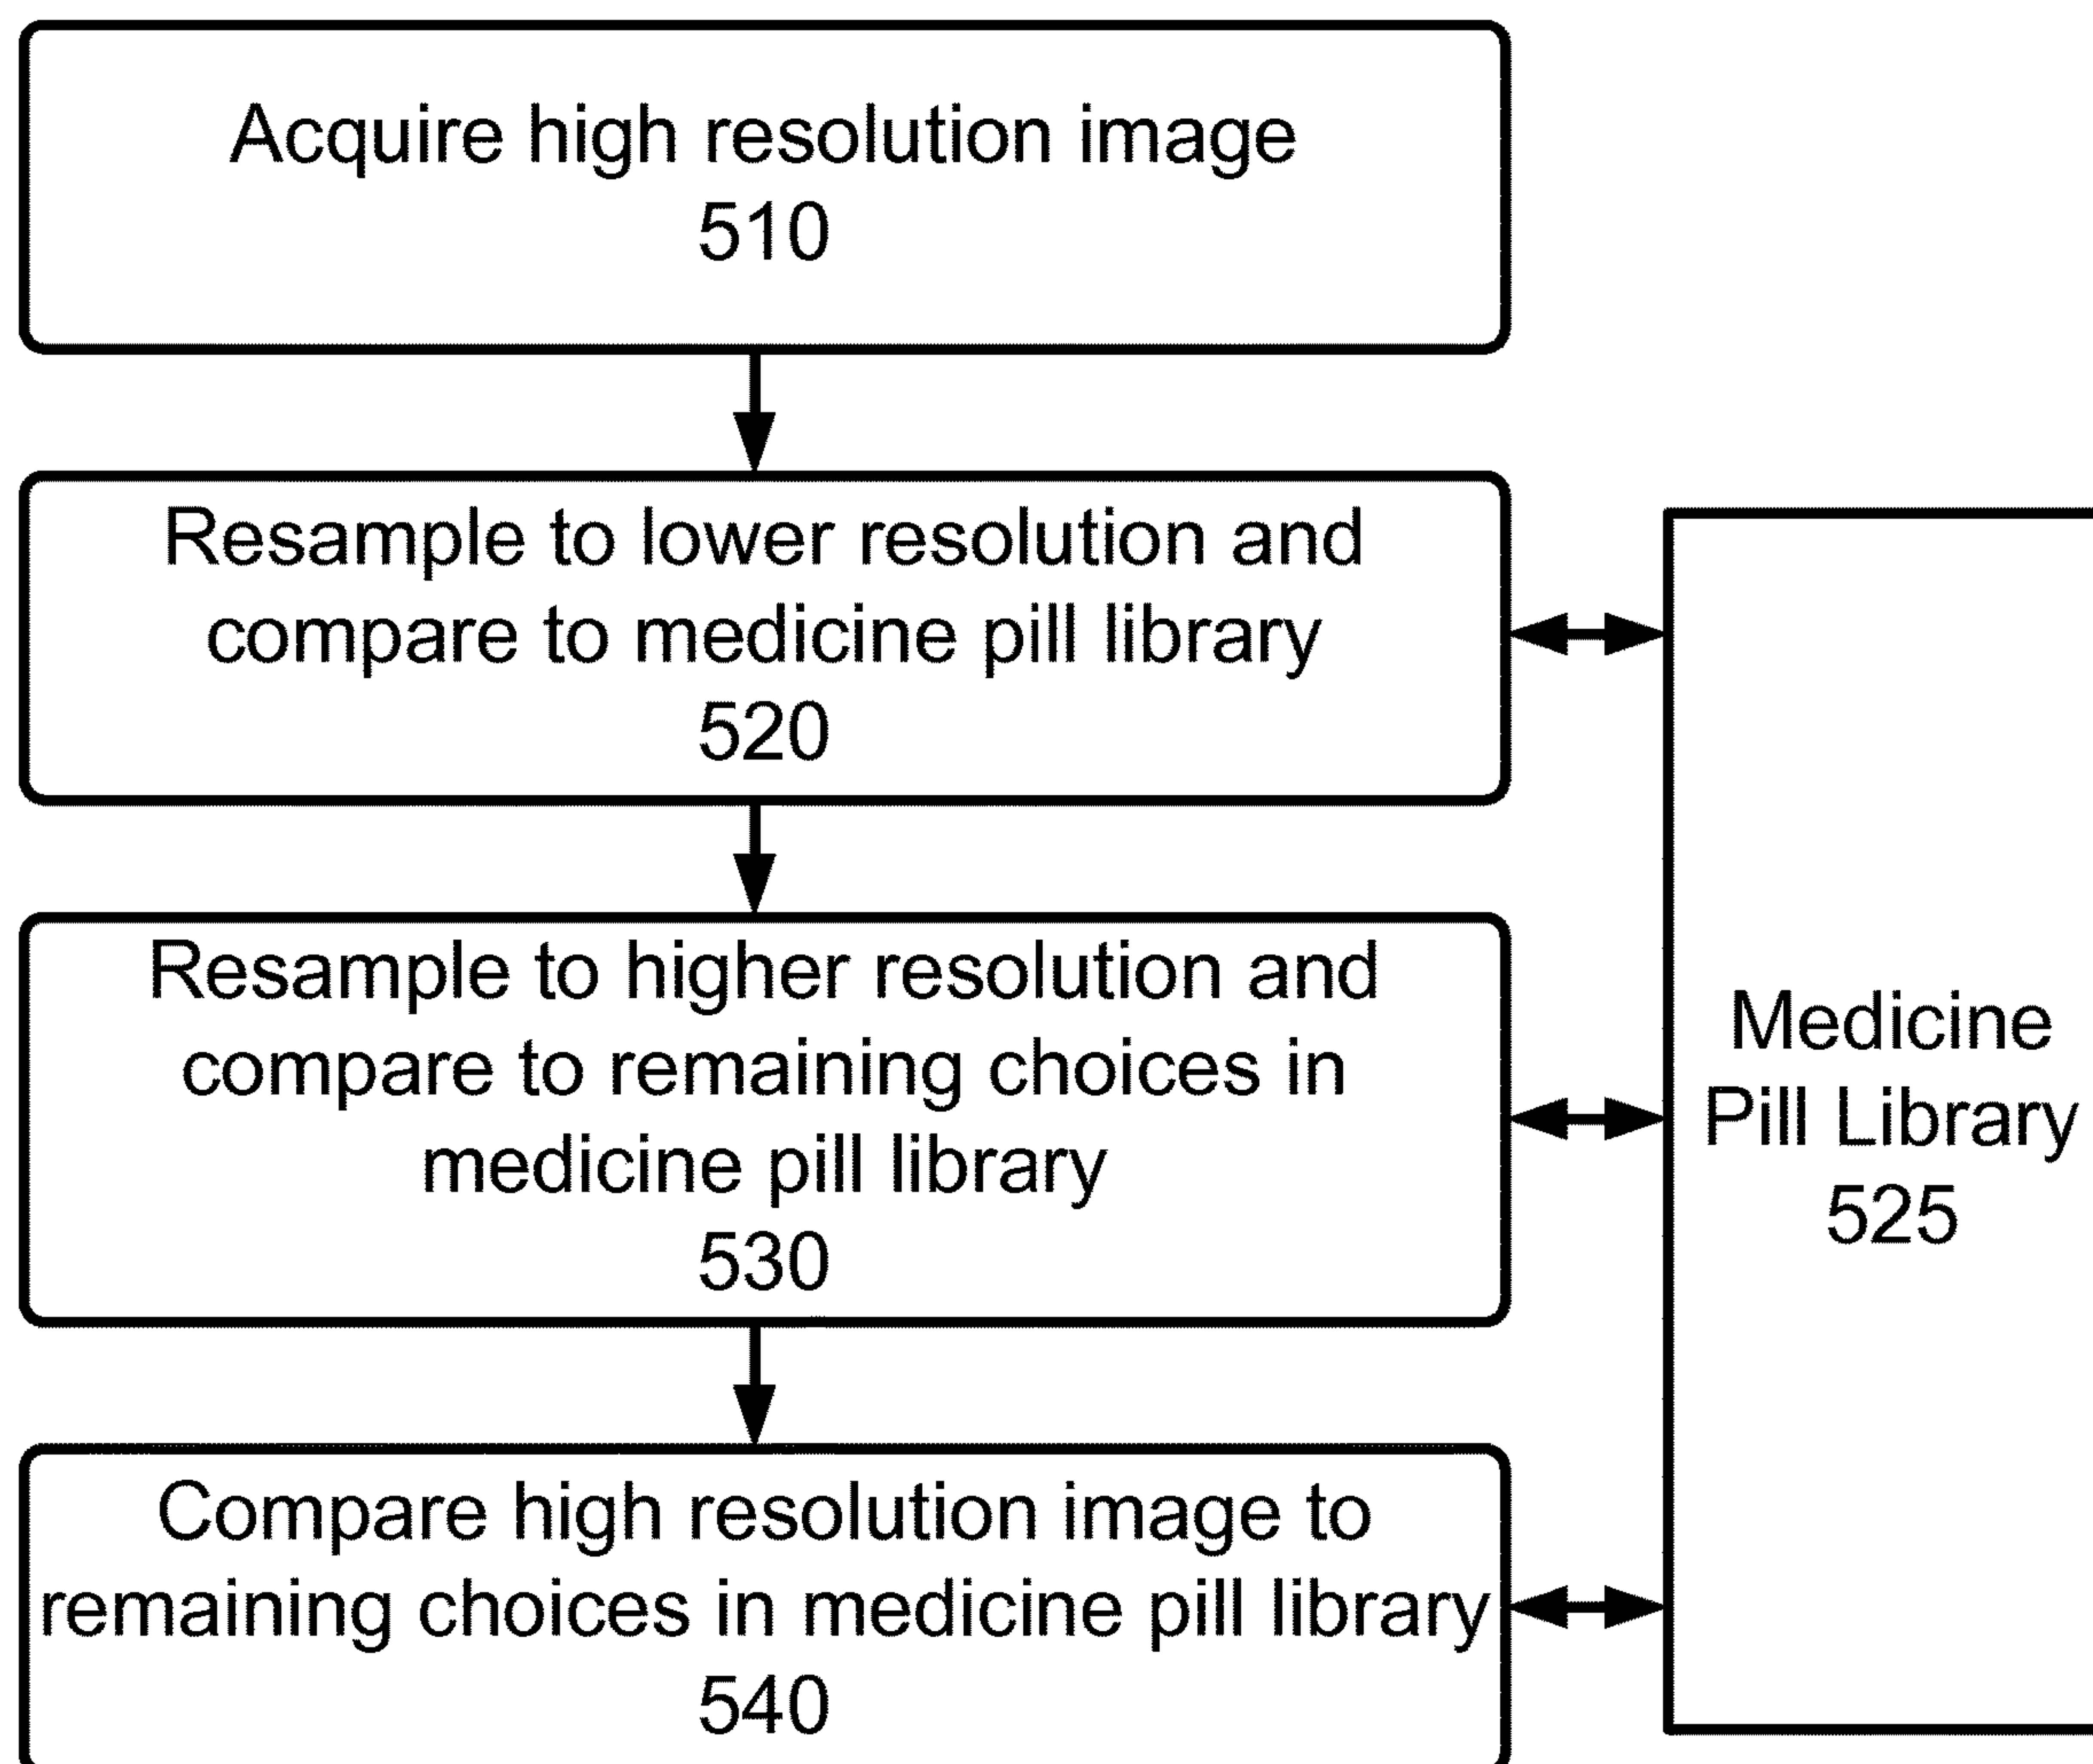 Acquire high resolution image
510
Resample to lower resolution and
compare to medicine pill library
520
Resample to higher resolution and
compare to remaining choices in
medicine pill library
530
Compare high resolution image to
remaining choices in medicine pill library
540
Medicine
Pill Library
525